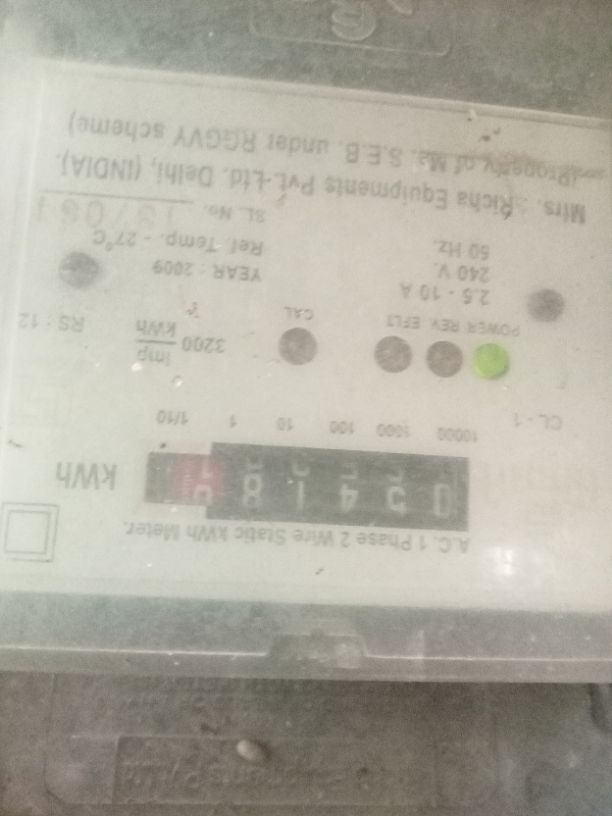 A.C. 1 Phase 2 Wire Static kWh Meter.
05418 kWh
10000 1000 100 10 1 1/10
CL - 1
POWER REV EFLT CAL
3200 imp
kWh
RS : 12
2.5 - 10 A
240 V.
50 Hz.
YEAR : 2009
Ref. Temp. - 27°C
SL. No.
Mfrs. : Richa Equipments Pvt. Ltd. Delhi, (INDIA).
(Property of Ma. S.E.B. under RGGVY scheme)